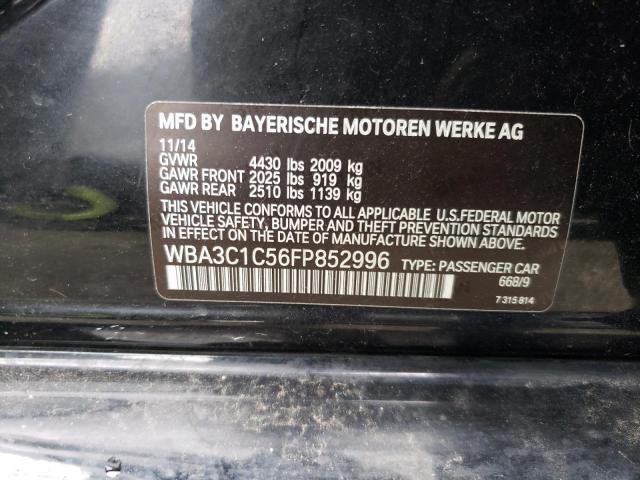 MFD BY BAYERISCHE MOTOREN WERKE AG
11/14
GVWR 4430 lbs 2009 kg
GAWR FRONT 2025 lbs 919 kg
GAWR REAR 2510 lbs 1139 kg
THIS VEHICLE CONFORMS TO ALL APPLICABLE U.S.FEDERAL MOTOR
VEHICLE SAFETY, BUMPER, AND THEFT PREVENTION STANDARDS
IN EFFECT ON THE DATE OF MANUFACTURE SHOWN ABOVE.
WBA3C1C56FP852996 TYPE: PASSENGER CAR
668/9
7 315 814